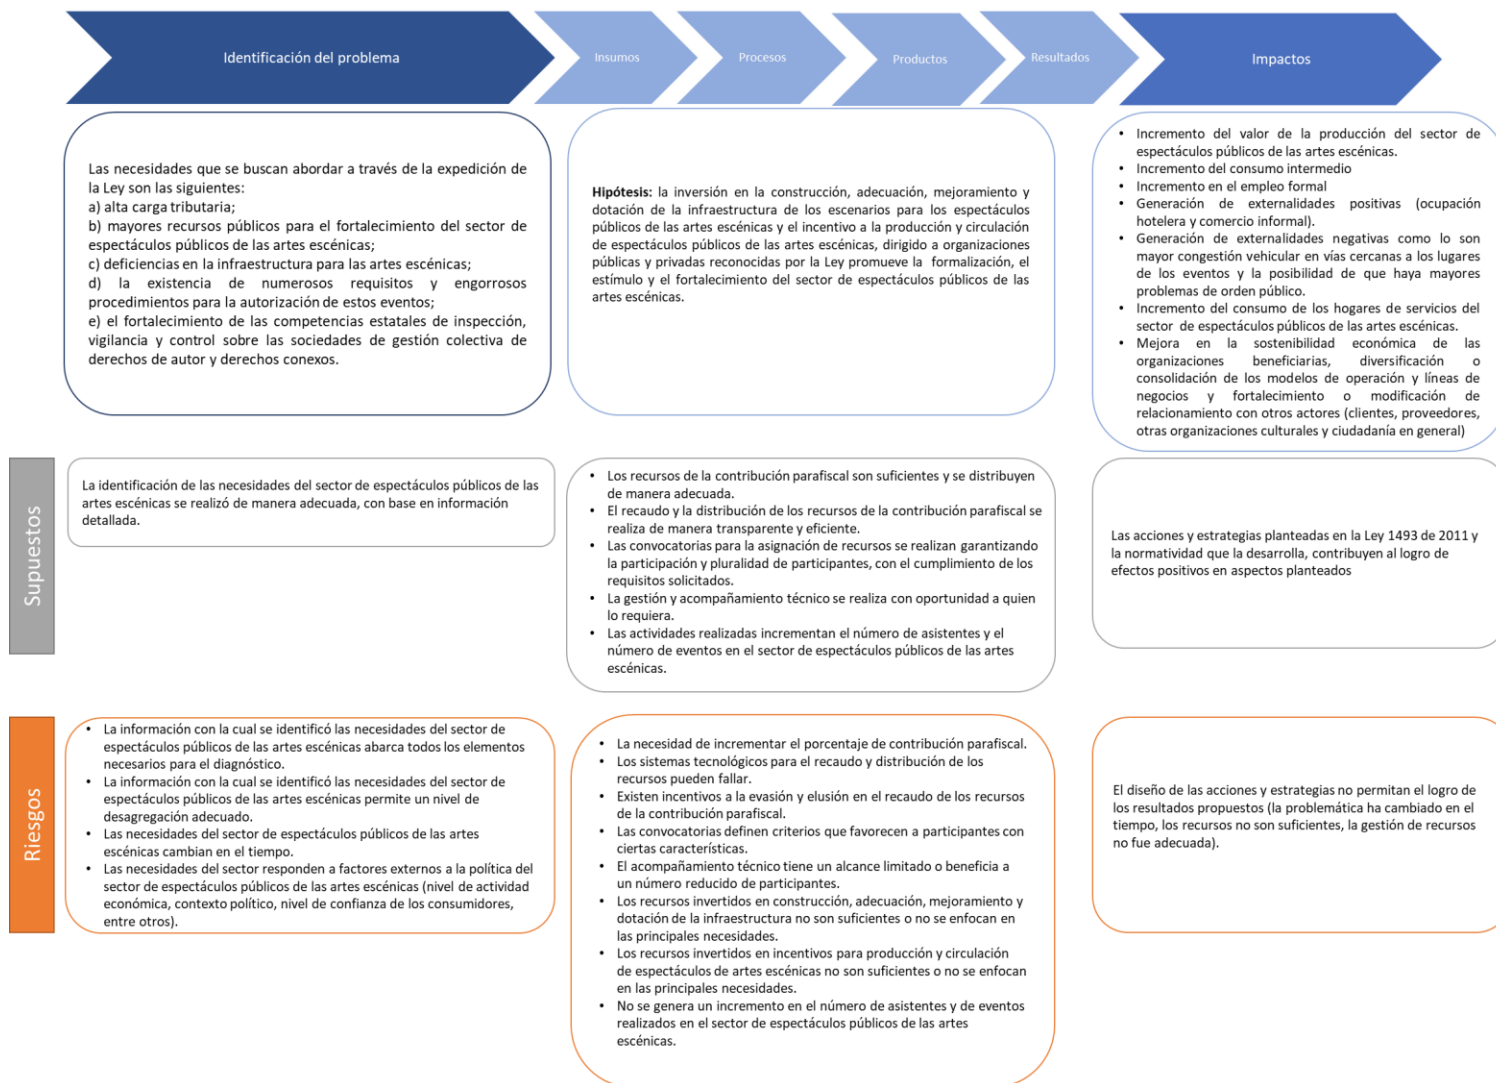 Identificación del problema
Insumos
Procesos
Productos
Resultados
Impactos
Las necesidades que se buscan abordar a través de la expedición de
la Ley son las siguientes:
a) alta carga tributaria;
b) mayores recursos públicos para el fortalecimiento del sector de
espectáculos públicos de las artes escénicas;
c) deficiencias en la infraestructura para las artes escénicas;
d) la existencia de numerosos requisitos y engorrosos
procedimientos para la autorización de estos eventos;
e) el fortalecimiento de las competencias estatales de inspección,
vigilancia y control sobre las sociedades de gestión colectiva de
derechos de autor y derechos conexos.
Hipótesis: la inversión en la construcción, adecuación, mejoramiento y
dotación de la infraestructura de los escenarios para los espectáculos
públicos de las artes escénicas y el incentivo a la producción y circulación
de espectáculos públicos de las artes escénicas, dirigido a organizaciones
públicas y privadas reconocidas por la Ley promueve la formalización, el
estímulo y el fortalecimiento del sector de espectáculos públicos de las
artes escénicas.
• Incremento del valor de la producción del sector de
espectáculos públicos de las artes escénicas.
• Incremento del consumo intermedio
• Incremento en el empleo formal
• Generación de externalidades positivas (ocupación
hotelera y comercio informal).
• Generación de externalidades negativas como lo son
mayor congestión vehicular en vías cercanas a los lugares
de los eventos y la posibilidad de que haya mayores
problemas de orden público.
• Incremento del consumo de los hogares de servicios del
sector de espectáculos públicos de las artes escénicas.
• Mejora en la sostenibilidad económica de las
organizaciones beneficiarias, diversificación o
consolidación de los modelos de operación y líneas de
negocios y fortalecimiento o modificación de
relacionamiento con otros actores (clientes, proveedores,
otras organizaciones culturales y ciudadanía en general)
Supuestos
La identificación de las necesidades del sector de espectáculos públicos de las
artes escénicas se realizó de manera adecuada, con base en información
detallada.
• Los recursos de la contribución parafiscal son suficientes y se distribuyen
de manera adecuada.
• El recaudo y la distribución de los recursos de la contribución parafiscal se
realiza de manera transparente y eficiente.
• Las convocatorias para la asignación de recursos se realizan garantizando
la participación y pluralidad de participantes, con el cumplimiento de los
requisitos solicitados.
• La gestión y acompañamiento técnico se realiza con oportunidad a quien
lo requiera.
• Las actividades realizadas incrementan el número de asistentes y el
número de eventos en el sector de espectáculos públicos de las artes
escénicas.
Las acciones y estrategias planteadas en la Ley 1493 de 2011 y
la normatividad que la desarrolla, contribuyen al logro de
efectos positivos en aspectos planteados
Riesgos
• La información con la cual se identificó las necesidades del sector de
espectáculos públicos de las artes escénicas abarca todos los elementos
necesarios para el diagnóstico.
• La información con la cual se identificó las necesidades del sector de
espectáculos públicos de las artes escénicas permite un nivel de
desagregación adecuado.
• Las necesidades del sector de espectáculos públicos de las artes
escénicas cambian en el tiempo.
• Las necesidades del sector responden a factores externos a la política del
sector de espectáculos públicos de las artes escénicas (nivel de actividad
económica, contexto político, nivel de confianza de los consumidores,
entre otros).
• La necesidad de incrementar el porcentaje de contribución parafiscal.
• Los sistemas tecnológicos para el recaudo y distribución de los
recursos pueden fallar.
• Existen incentivos a la evasión y elusión en el recaudo de los recursos
de la contribución parafiscal.
• Las convocatorias definen criterios que favorecen a participantes con
ciertas características.
• El acompañamiento técnico tiene un alcance limitado o beneficia a
un número reducido de participantes.
• Los recursos invertidos en construcción, adecuación, mejoramiento y
dotación de la infraestructura no son suficientes o no se enfocan en
las principales necesidades.
• Los recursos invertidos en incentivos para producción y circulación
de espectáculos de artes escénicas no son suficientes o no se enfocan
en las principales necesidades.
• No se genera un incremento en el número de asistentes y de eventos
realizados en el sector de espectáculos públicos de las artes
escénicas.
El diseño de las acciones y estrategias no permitan el logro de
los resultados propuestos (la problemática ha cambiado en el
tiempo, los recursos no son suficientes, la gestión de recursos
no fue adecuada).